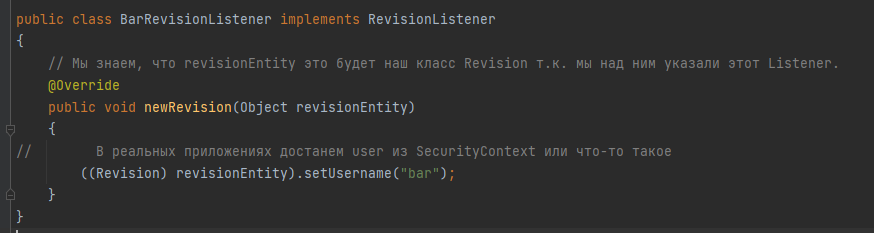 public class BarRevisionListener implements RevisionListener
{
    // Мы знаем, что revisionEntity это будет наш класс Revision т.к. мы над ним указали этот Listener.
    @Override
    public void newRevision(Object revisionEntity)
    {
//        В реальных приложениях достанем user из SecurityContext или что-то такое
        ((Revision) revisionEntity).setUsername("bar");
    }
}